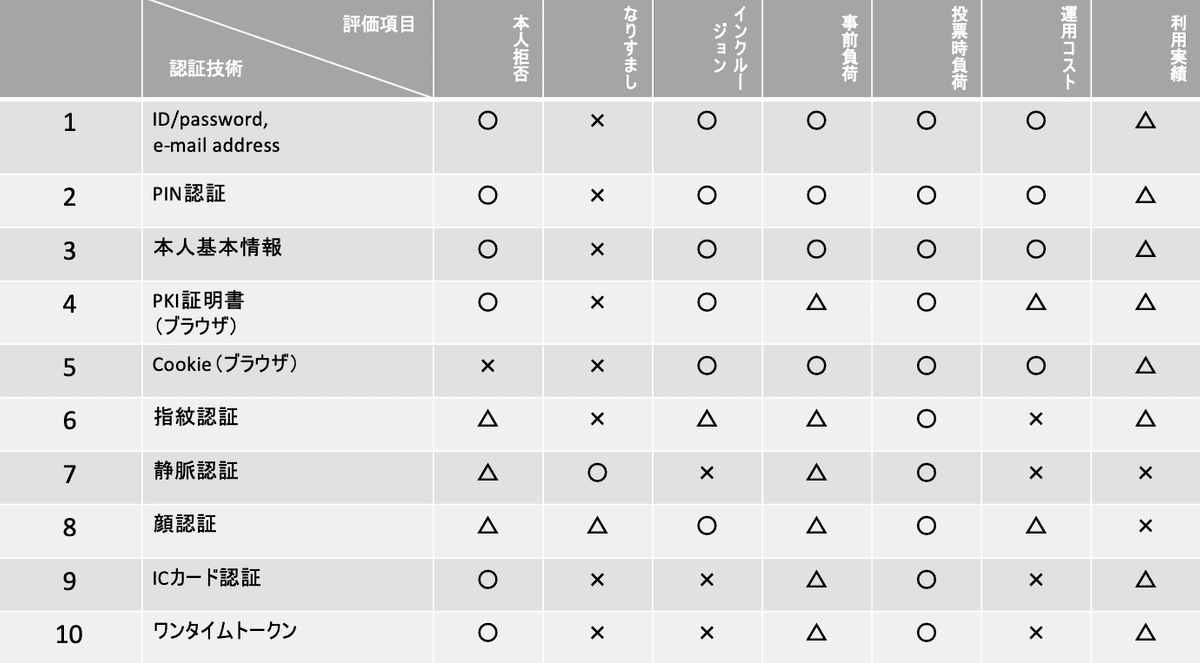 評価項目
認証技術
本人拒否
なりすまし
インクルー
ジョン
事前負荷
投票時負荷
運用コスト
利用実績
1 ID/password, ○ × ○ ○ ○ ○ △
e-mail address
2 PIN認証 ○ × ○ ○ ○ ○ △
3 本人基本情報 ○ × ○ ○ ○ ○ △
4 PKI証明書 ○ × ○ △ ○ △ △
（ブラウザ）
5 Cookie（ブラウザ） × × ○ ○ ○ ○ △
6 指紋認証 △ × △ △ ○ × △
7 静脈認証 △ ○ × △ ○ × ×
8 顔認証 △ △ ○ △ ○ △ ×
9 ICカード認証 ○ × × △ ○ × △
10 ワンタイムトークン ○ × × △ ○ × △